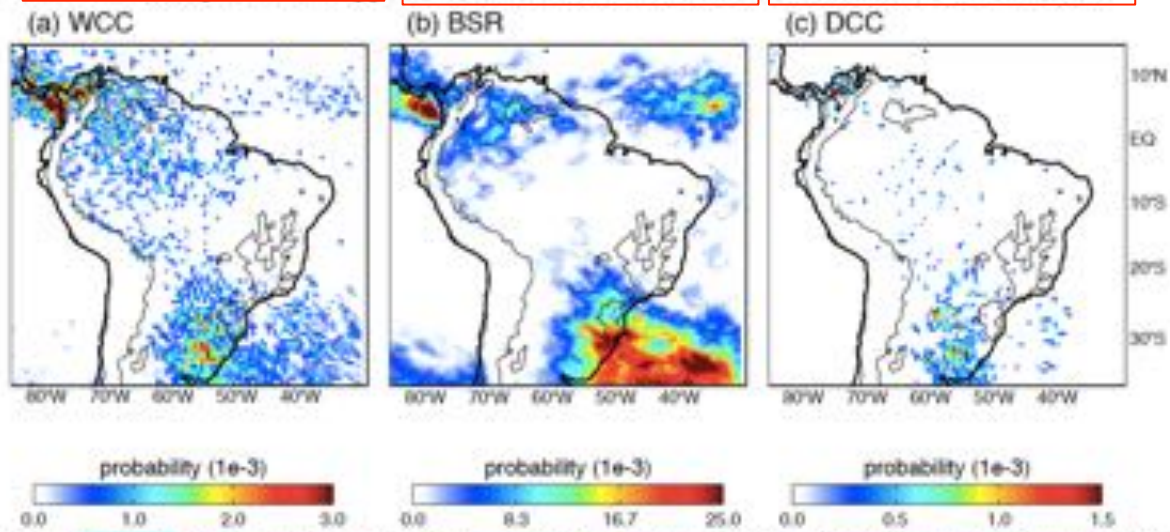 (a) WCC
(b) BSR
(c) DCC
10°N
EQ
10°S
20°S
30°S
80°W 70°W 60°W 50°W 40°W
80°W 70°W 60°W 50°W 40°W
80°W 70°W 60°W 50°W 40°W
probability (1e-3)
probability (1e-3)
probability (1e-3)
0.0 1.0 2.0 3.0
0.0 8.3 16.7 25.0
0.0 0.5 1.0 1.5